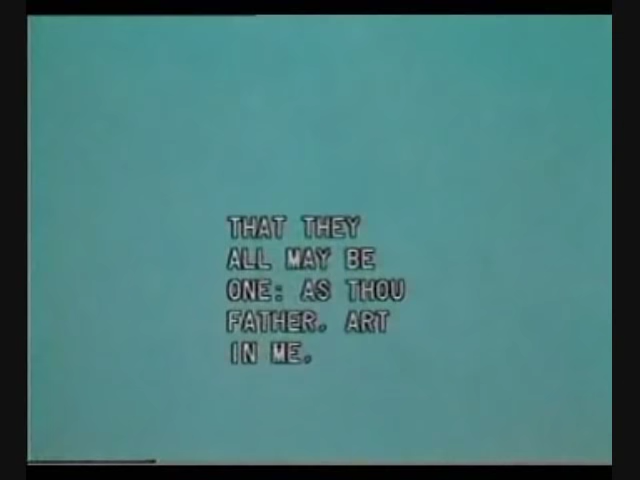 THAT THEY
ALL MAY BE
ONE: AS THOU
FATHER. ART
IN ME.